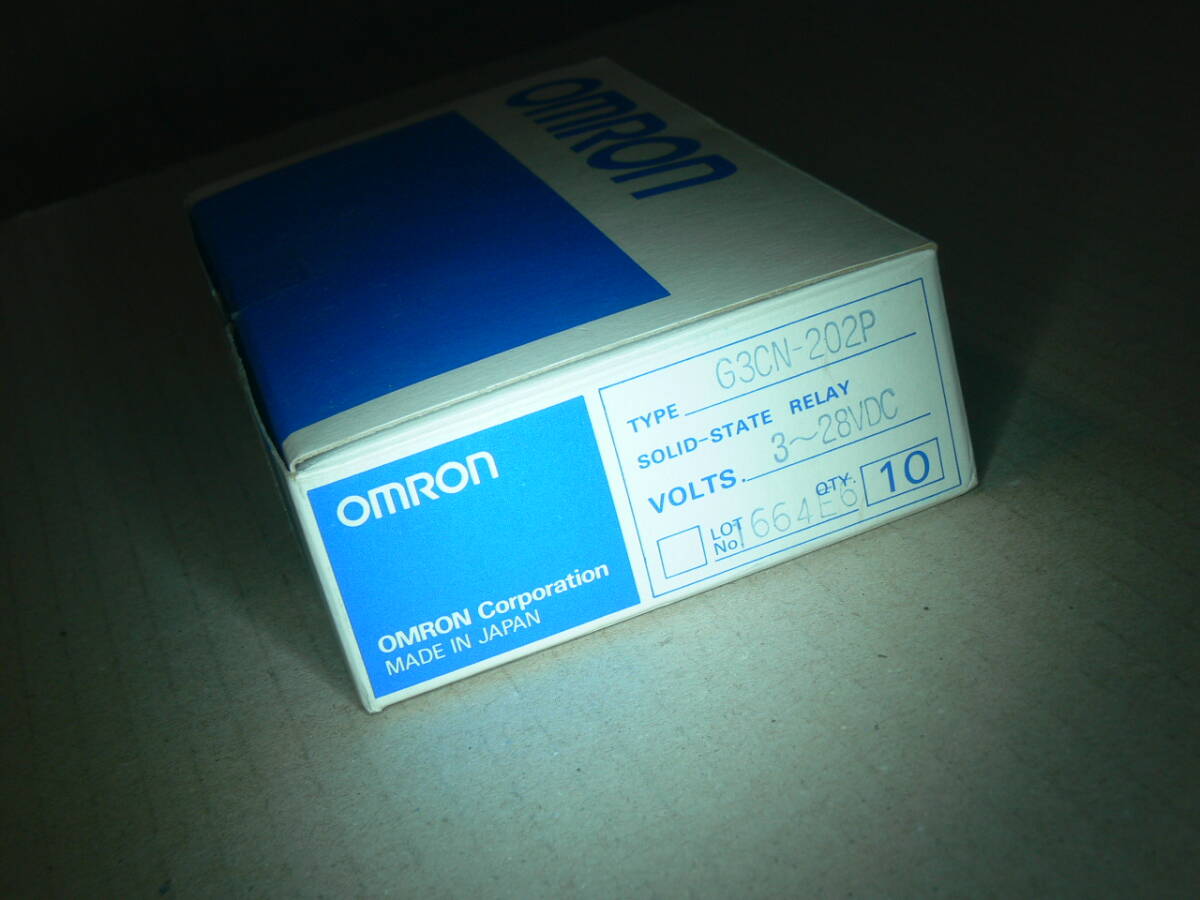 OMRON
OMRON
OMRON Corporation
MADE IN JAPAN
TYPE G3CN-202P
SOLID-STATE RELAY
VOLTS. 3~28VDC
QTY. 10
LOT No. 1664E6